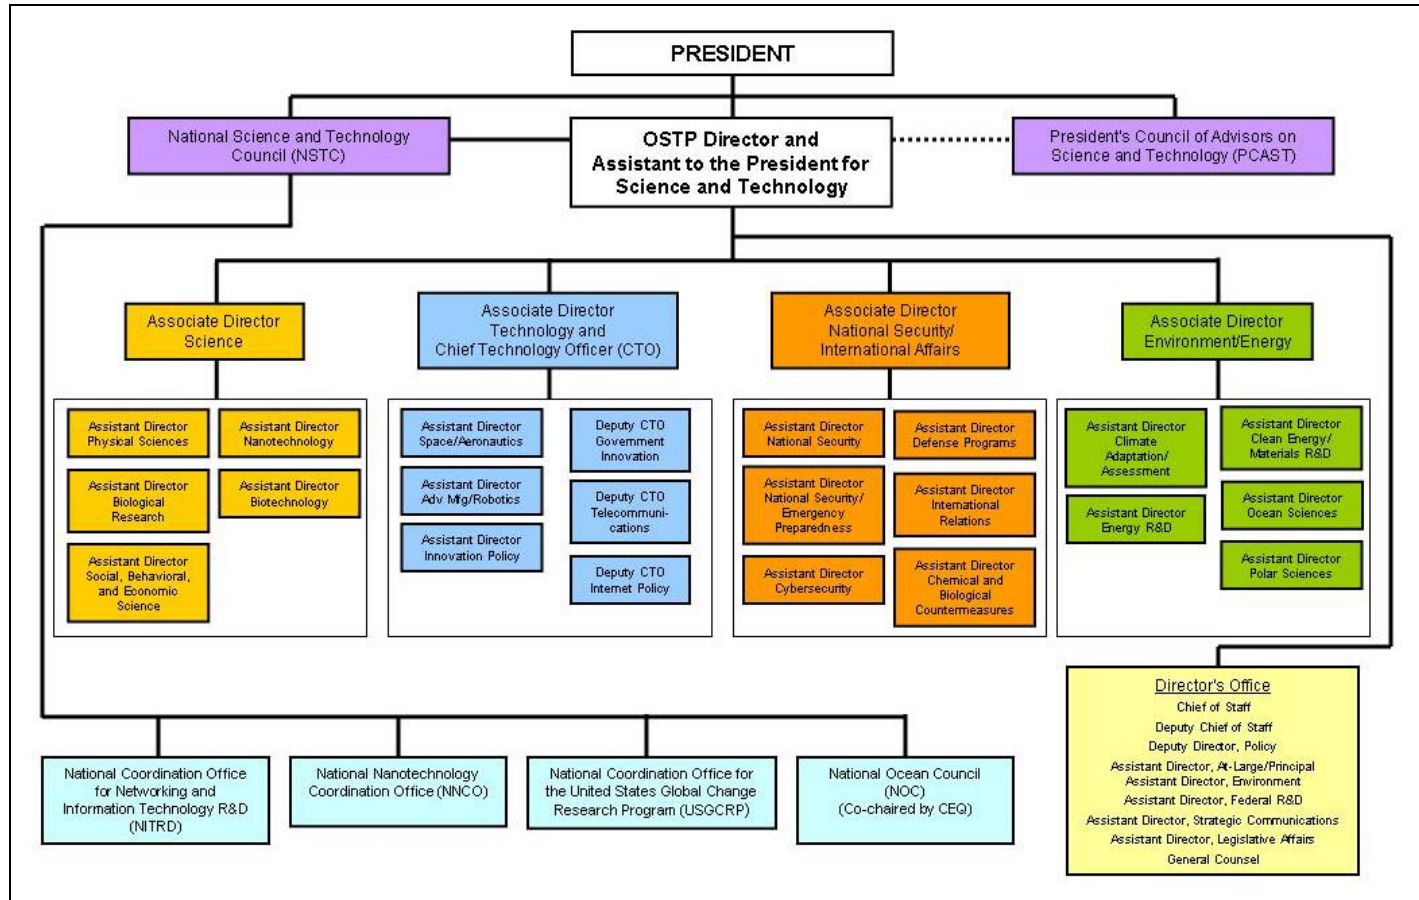 PRESIDENT
National Science and Technology
Council (NSTC)
OSTP Director and
Assistant to the President for
Science and Technology
President's Council of Advisors on
Science and Technology (PCAST)
Associate Director
Science
Associate Director
Technology and
Chief Technology Officer (CTO)
Associate Director
National Security/
International Affairs
Associate Director
Environment/Energy
Assistant Director
Physical Sciences
Assistant Director
Nanotechnology
Assistant Director
Biological
Research
Assistant Director
Biotechnology
Assistant Director
Social, Behavioral,
and Economic
Science
Assistant Director
Space/Aeronautics
Deputy CTO
Government
Innovation
Assistant Director
Adv Mfg/Robotics
Deputy CTO
Telecommuni-
cations
Assistant Director
Innovation Policy
Deputy CTO
Internet Policy
Assistant Director
National Security
Assistant Director
Defense Programs
Assistant Director
National Security/
Emergency
Preparedness
Assistant Director
International
Relations
Assistant Director
Cybersecurity
Assistant Director
Chemical and
Biological
Countermeasures
Assistant Director
Climate
Adaptation/
Assessment
Assistant Director
Clean Energy/
Materials R&D
Assistant Director
Energy R&D
Assistant Director
Ocean Sciences
Assistant Director
Polar Sciences
National Coordination Office
for Networking and
Information Technology R&D
(NITRD)
National Nanotechnology
Coordination Office (NNCO)
National Coordination Office for
the United States Global Change
Research Program (USGCRP)
National Ocean Council
(NOC)
(Co-chaired by CEQ)
Director's Office
Chief of Staff
Deputy Chief of Staff
Deputy Director, Policy
Assistant Director, At-Large/Principal
Assistant Director, Environment
Assistant Director, Federal R&D
Assistant Director, Strategic Communications
Assistant Director, Legislative Affairs
General Counsel